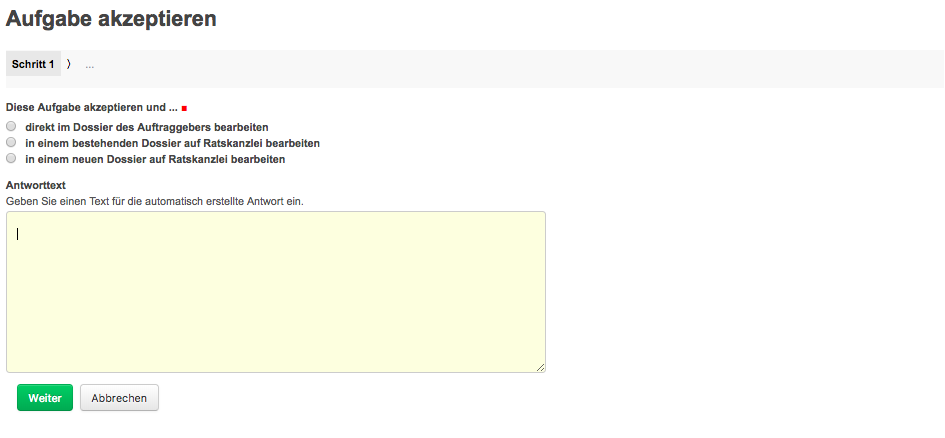 Aufgabe akzeptieren
Schritt 1 ⟩ ...
Diese Aufgabe akzeptieren und ...
direkt im Dossier des Auftraggebers bearbeiten
in einem bestehenden Dossier auf Ratskanzlei bearbeiten
in einem neuen Dossier auf Ratskanzlei bearbeiten
Antworttext
Geben Sie einen Text für die automatisch erstellte Antwort ein.
Weiter Abbrechen